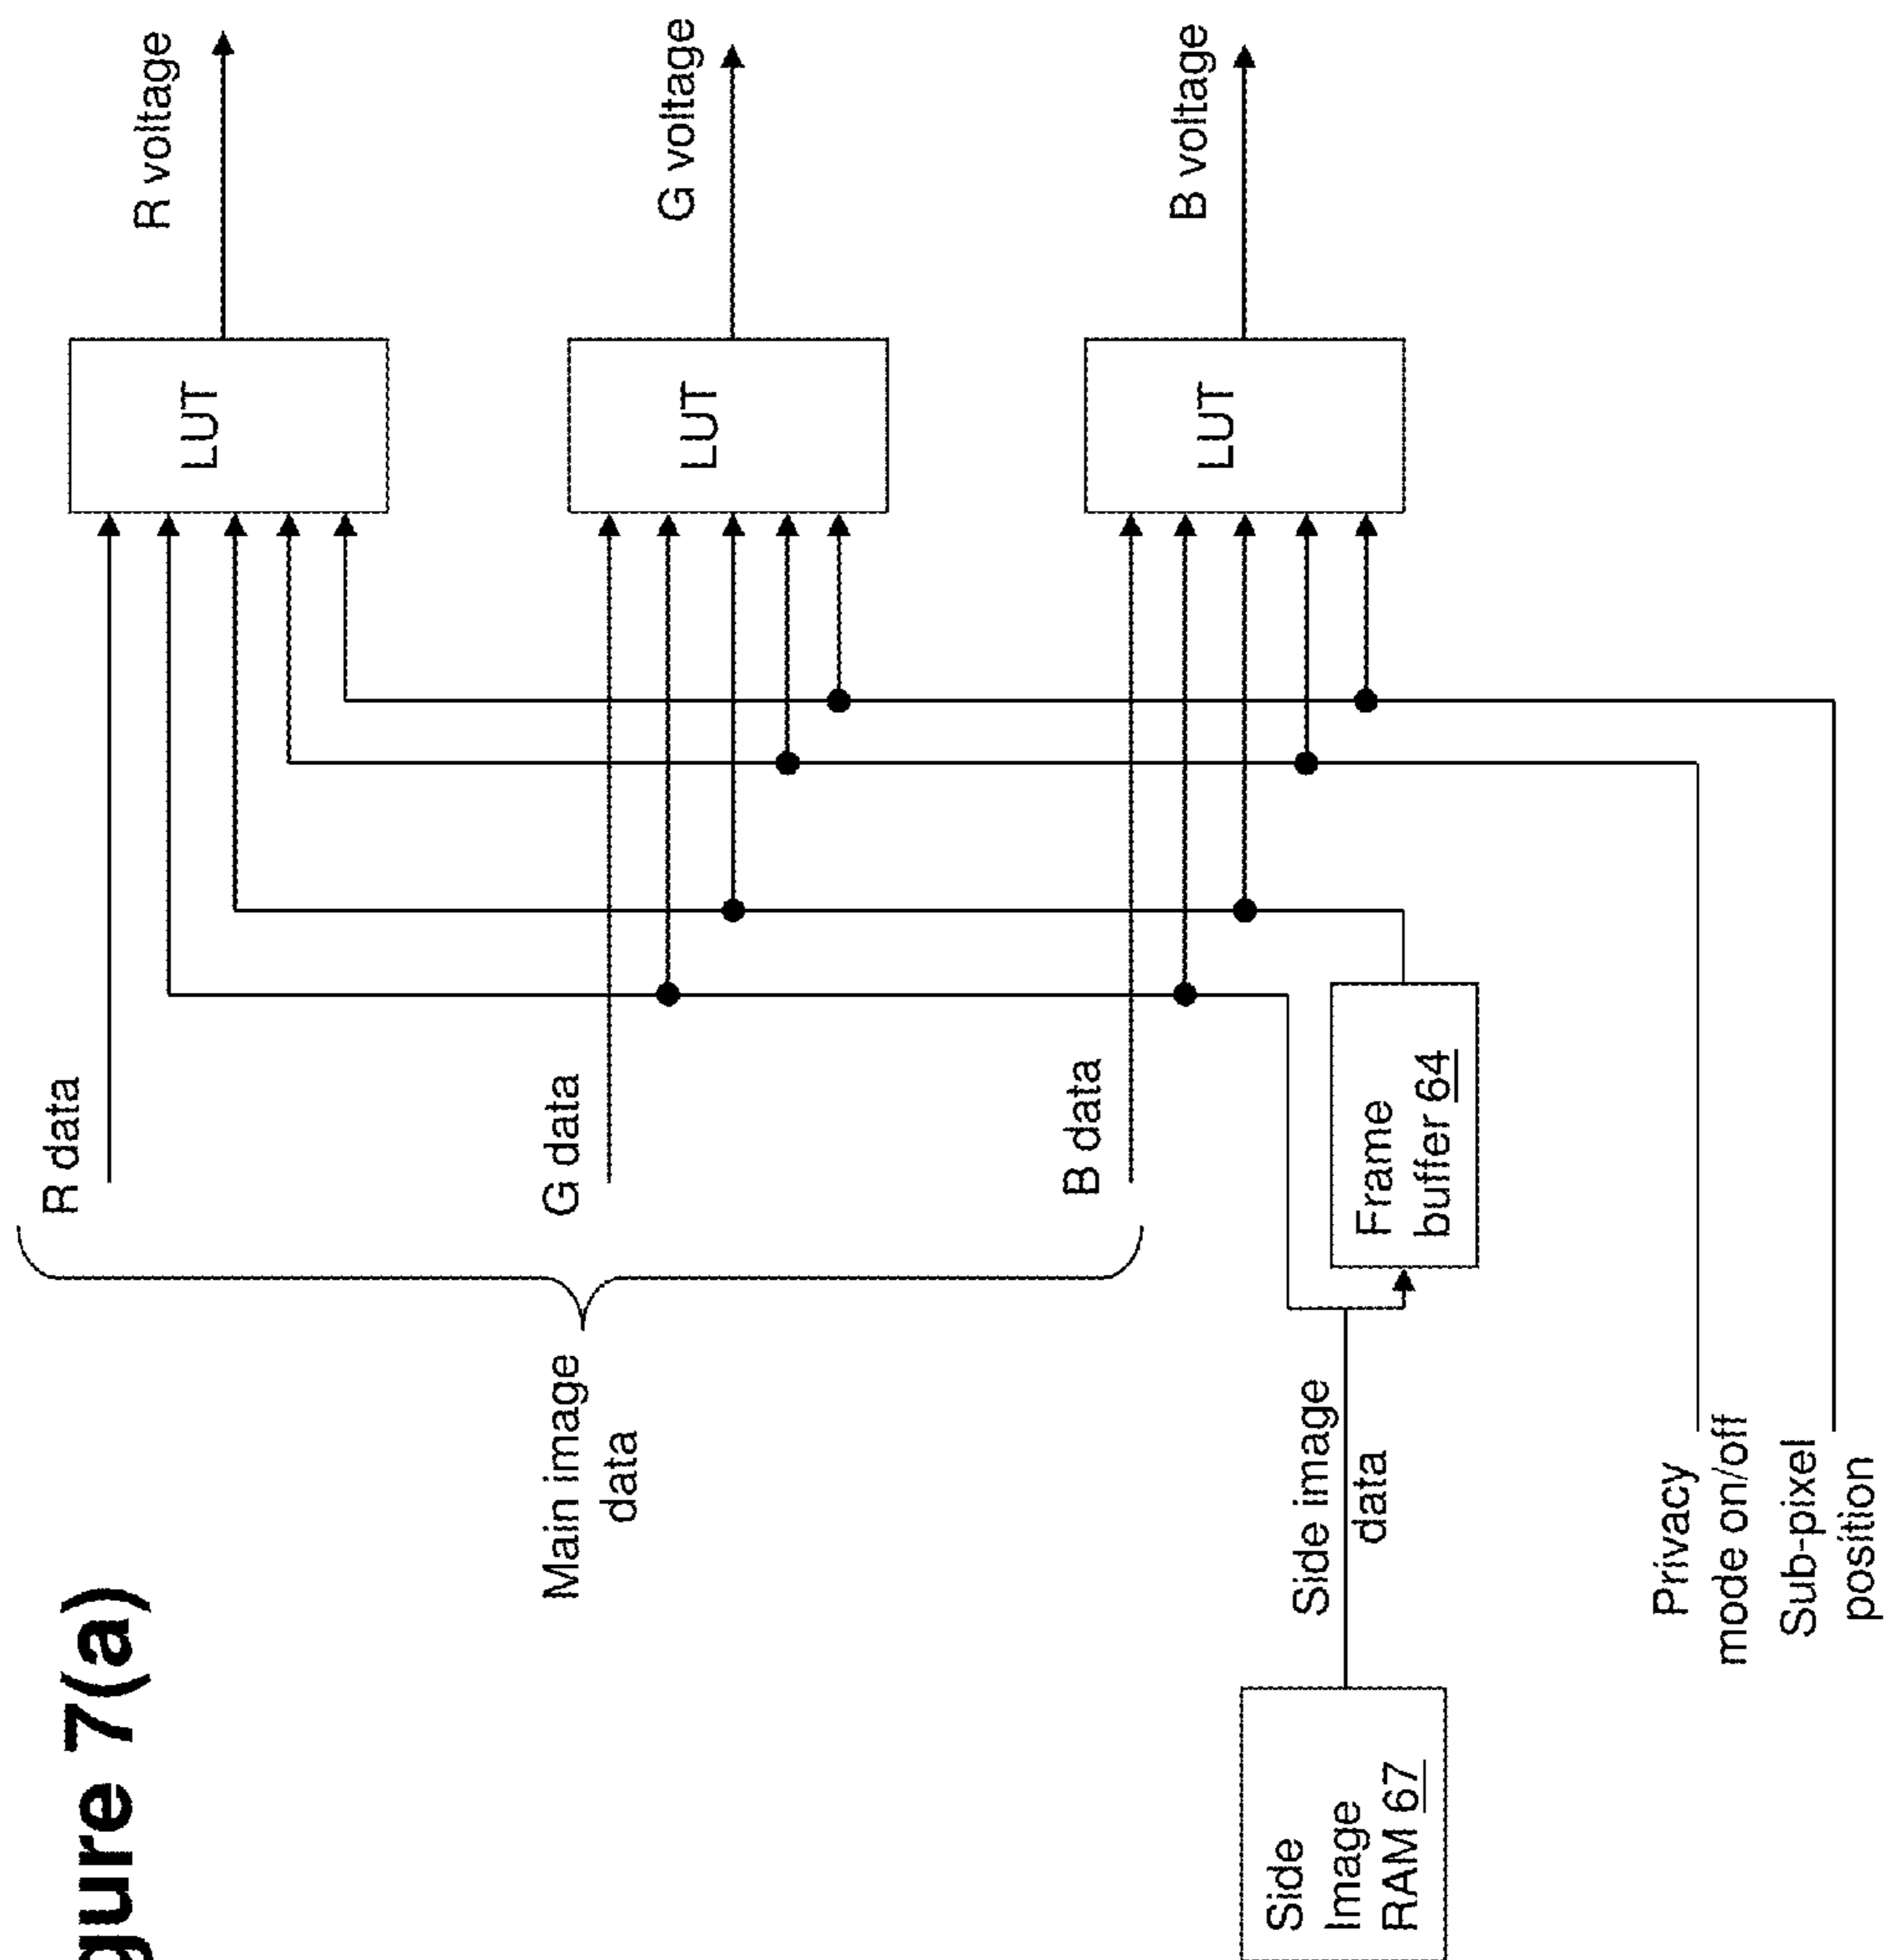 gure 7(a)
R data
R voltage
LUT
Main image
data
G data
G voltage
LUT
B data
B voltage
LUT
Side
Image
RAM 67
Side image
data
Frame
buffer 64
Privacy
mode on/off
Sub-pixel
position